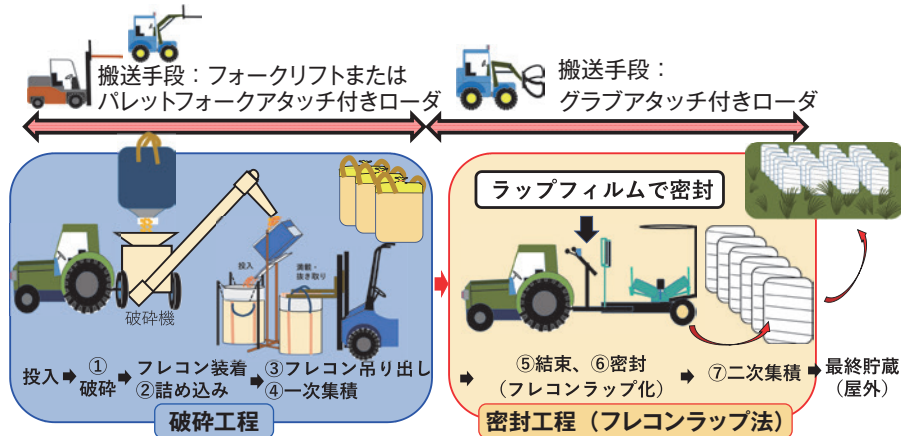 搬送手段：フォークリフトまたは
パレットフォークアタッチ付きローダ
搬送手段：
グラブアタッチ付きローダ
ラップフィルムで密封
投入
満載・
抜き取り
破砕機
投入
①
破砕
フレコン装着
②詰め込み
③フレコン吊り出し
④一次集積
⑤結束、⑥密封
（フレコンラップ化）
⑦二次集積
最終貯蔵
（屋外）
破砕工程
密封工程（フレコンラップ法）